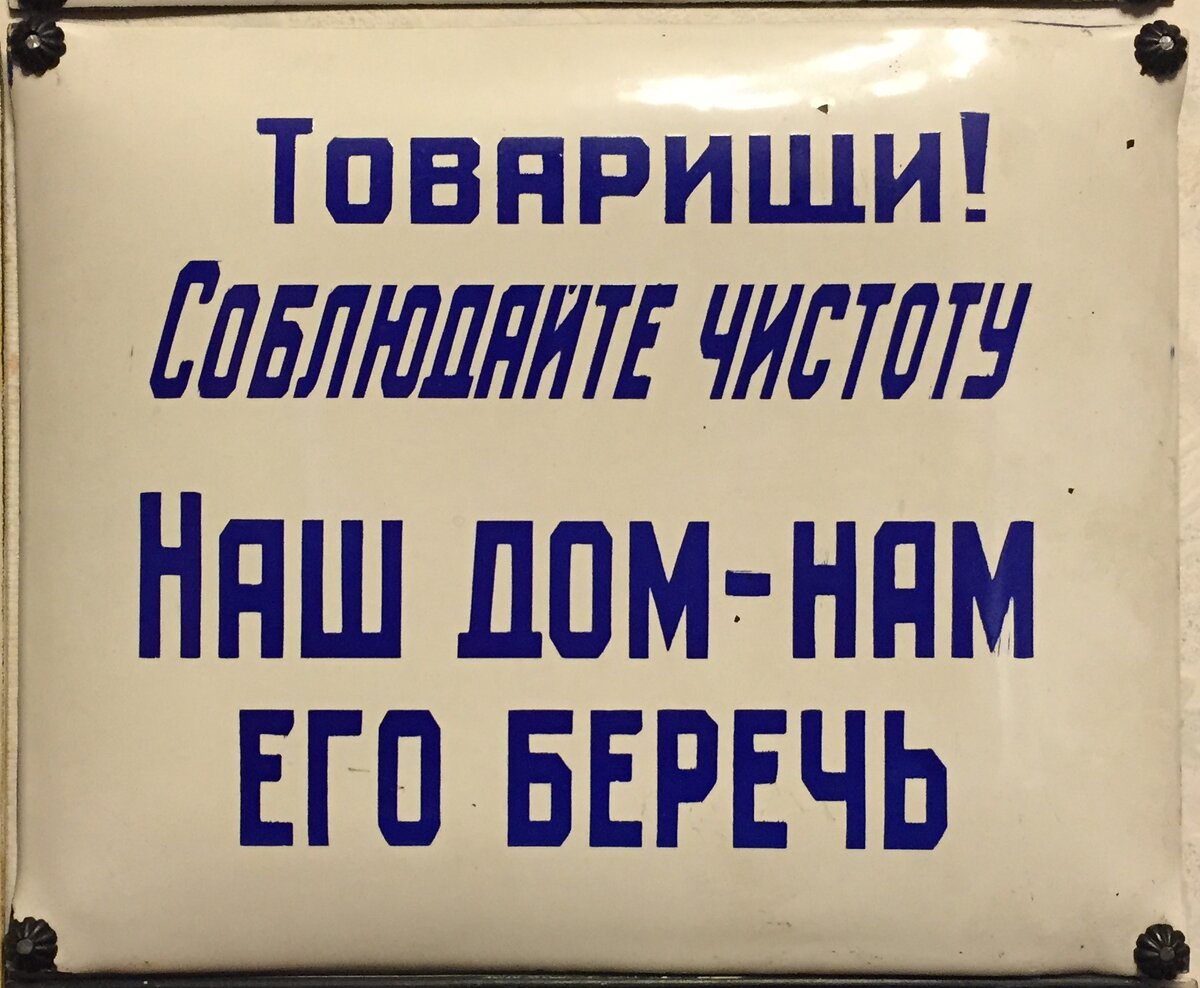 Товарищи!
Соблюдайте чистоту
Наш дом - нам
его беречь